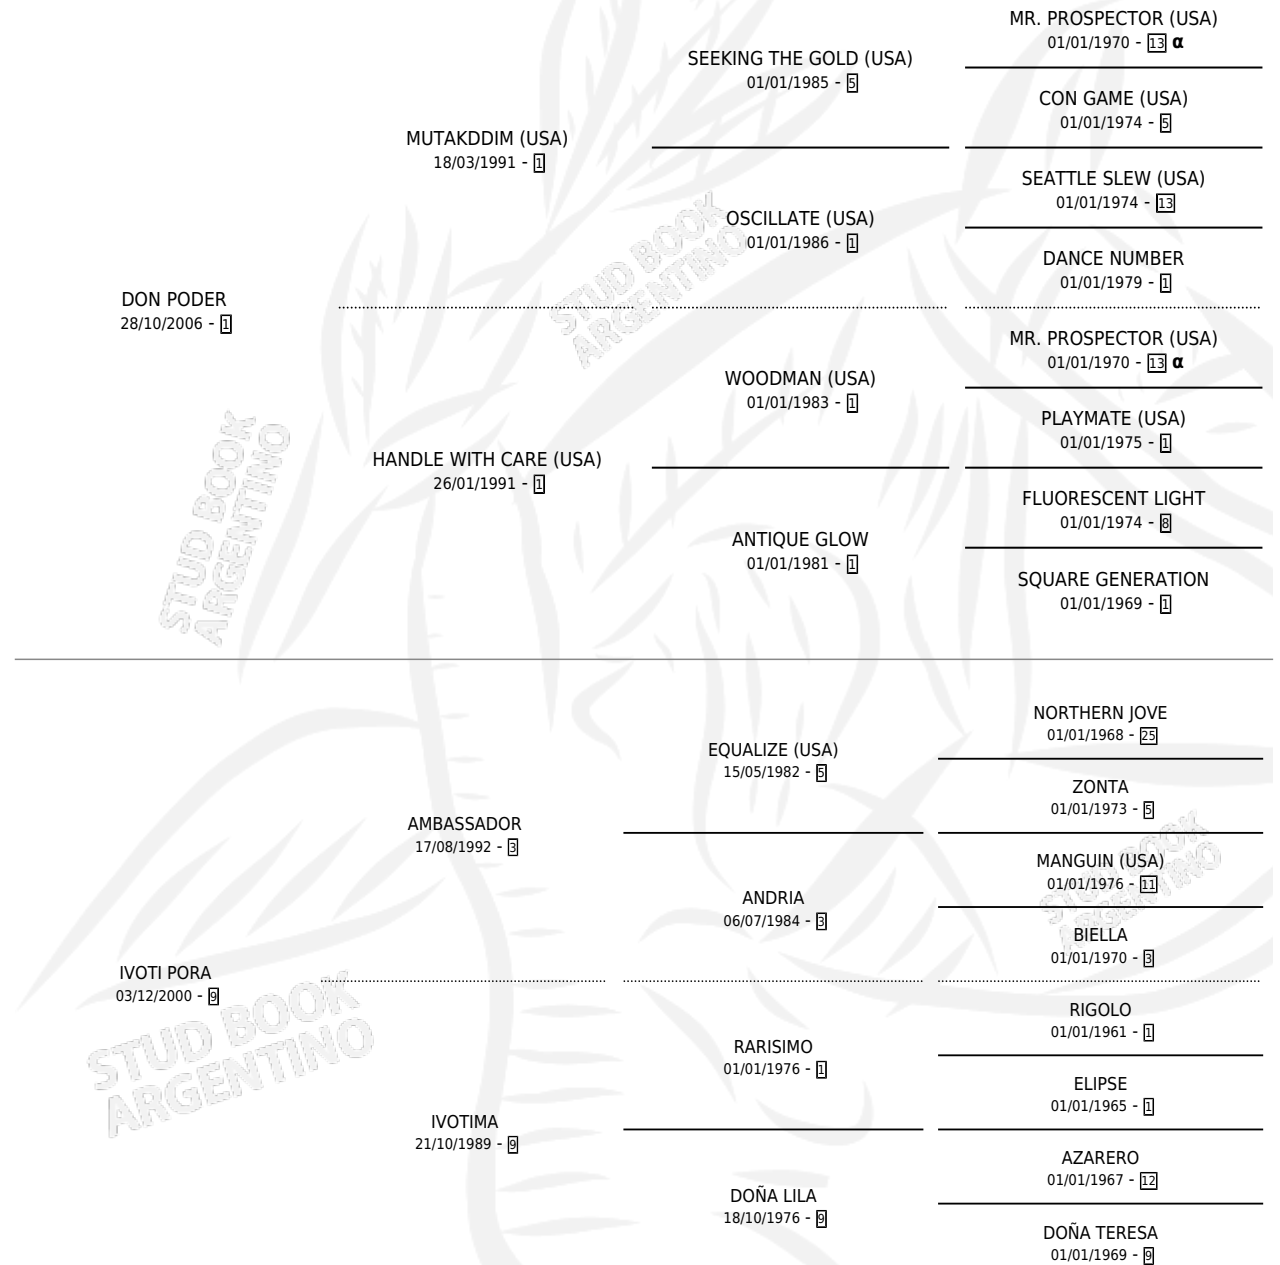 MR. PROSPECTOR (USA)
01/01/1970 - 13 α
SEEKING THE GOLD (USA)
01/01/1985 - 5
CON GAME (USA)
01/01/1974 - 5
MUTAKDDIM (USA)
18/03/1991 - 1
SEATTLE SLEW (USA)
01/01/1974 - 13
OSCILLATE (USA)
01/01/1986 - 1
DANCE NUMBER
01/01/1979 - 1
DON PODER
28/10/2006 - 1
MR. PROSPECTOR (USA)
01/01/1970 - 13 α
WOODMAN (USA)
01/01/1983 - 1
PLAYMATE (USA)
01/01/1975 - 1
HANDLE WITH CARE (USA)
26/01/1991 - 1
FLUORESCENT LIGHT
01/01/1974 - 8
ANTIQUE GLOW
01/01/1981 - 1
SQUARE GENERATION
01/01/1969 - 1
NORTHERN JOVE
01/01/1968 - 25
EQUALIZE (USA)
15/05/1982 - 5
ZONTA
01/01/1973 - 5
AMBASSADOR
17/08/1992 - 3
MANGUIN (USA)
01/01/1976 - 11
ANDRIA
06/07/1984 - 3
BIELLA
01/01/1970 - 3
IVOTI PORA
03/12/2000 - 9
RIGOLO
01/01/1961 - 1
RARISIMO
01/01/1976 - 1
ELIPSE
01/01/1965 - 1
IVOTIMA
21/10/1989 - 9
AZARERO
01/01/1967 - 12
DOÑA LILA
18/10/1976 - 9
DOÑA TERESA
01/01/1969 - 9
STUD BOOK
ARGENTINO
STUD BOOK
ARGENTINO
STUD BOOK
ARGENTINO
STUD BOOK
ARGENTINO